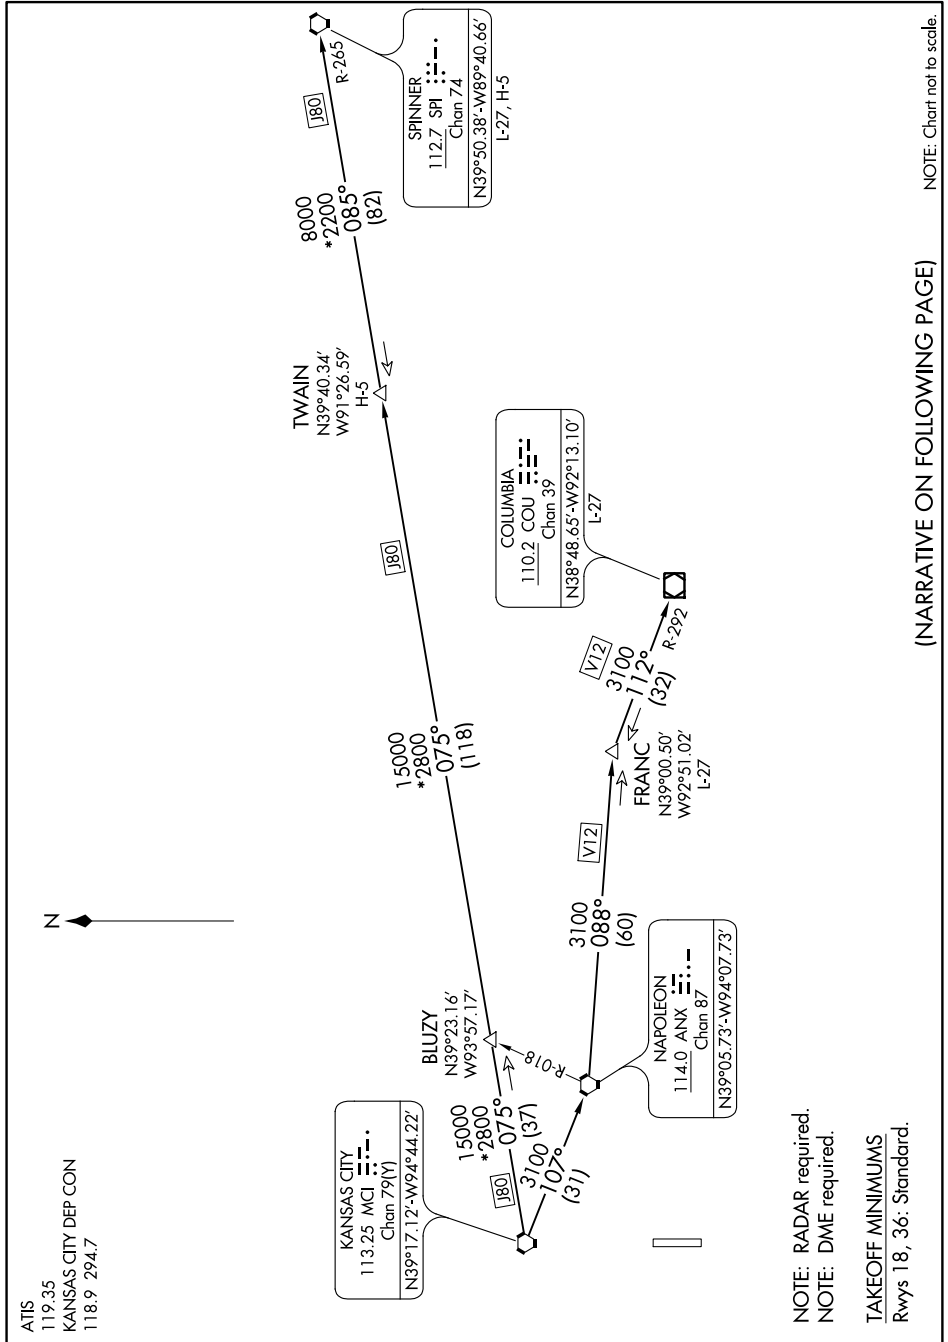 ATIS
119.35
KANSAS CITY DEP CON
118.9 294.7
N
SPINNER
112.7 SPI
Chan 74
N39°50.38'-W89°40.66'
L-27, H-5
R-265
J80
8000
*2200
085°
(82)
TWAIN
N39°40.34'
W91°26.59'
H-5
J80
15000
*2800
075°
(118)
BLUZY
N39°23.16'
W93°57.17'
15000
*2800
075°
(37)
J80
KANSAS CITY
113.25 MCI
Chan 79(Y)
N39°17.12'-W94°44.22'
3100
107°
(31)
R-018
NAPOLEON
114.0 ANX
Chan 87
N39°05.73'-W94°07.73'
3100
088°
(60)
V12
FRANC
N39°00.50'
W92°51.02'
L-27
V12
3100
112°
(32)
R-292
COLUMBIA
110.2 COU
Chan 39
N38°48.65'-W92°13.10'
L-27
NOTE: RADAR required.
NOTE: DME required.
TAKEOFF MINIMUMS
Rwys 18, 36: Standard.
(NARRATIVE ON FOLLOWING PAGE)
NOTE: Chart not to scale.